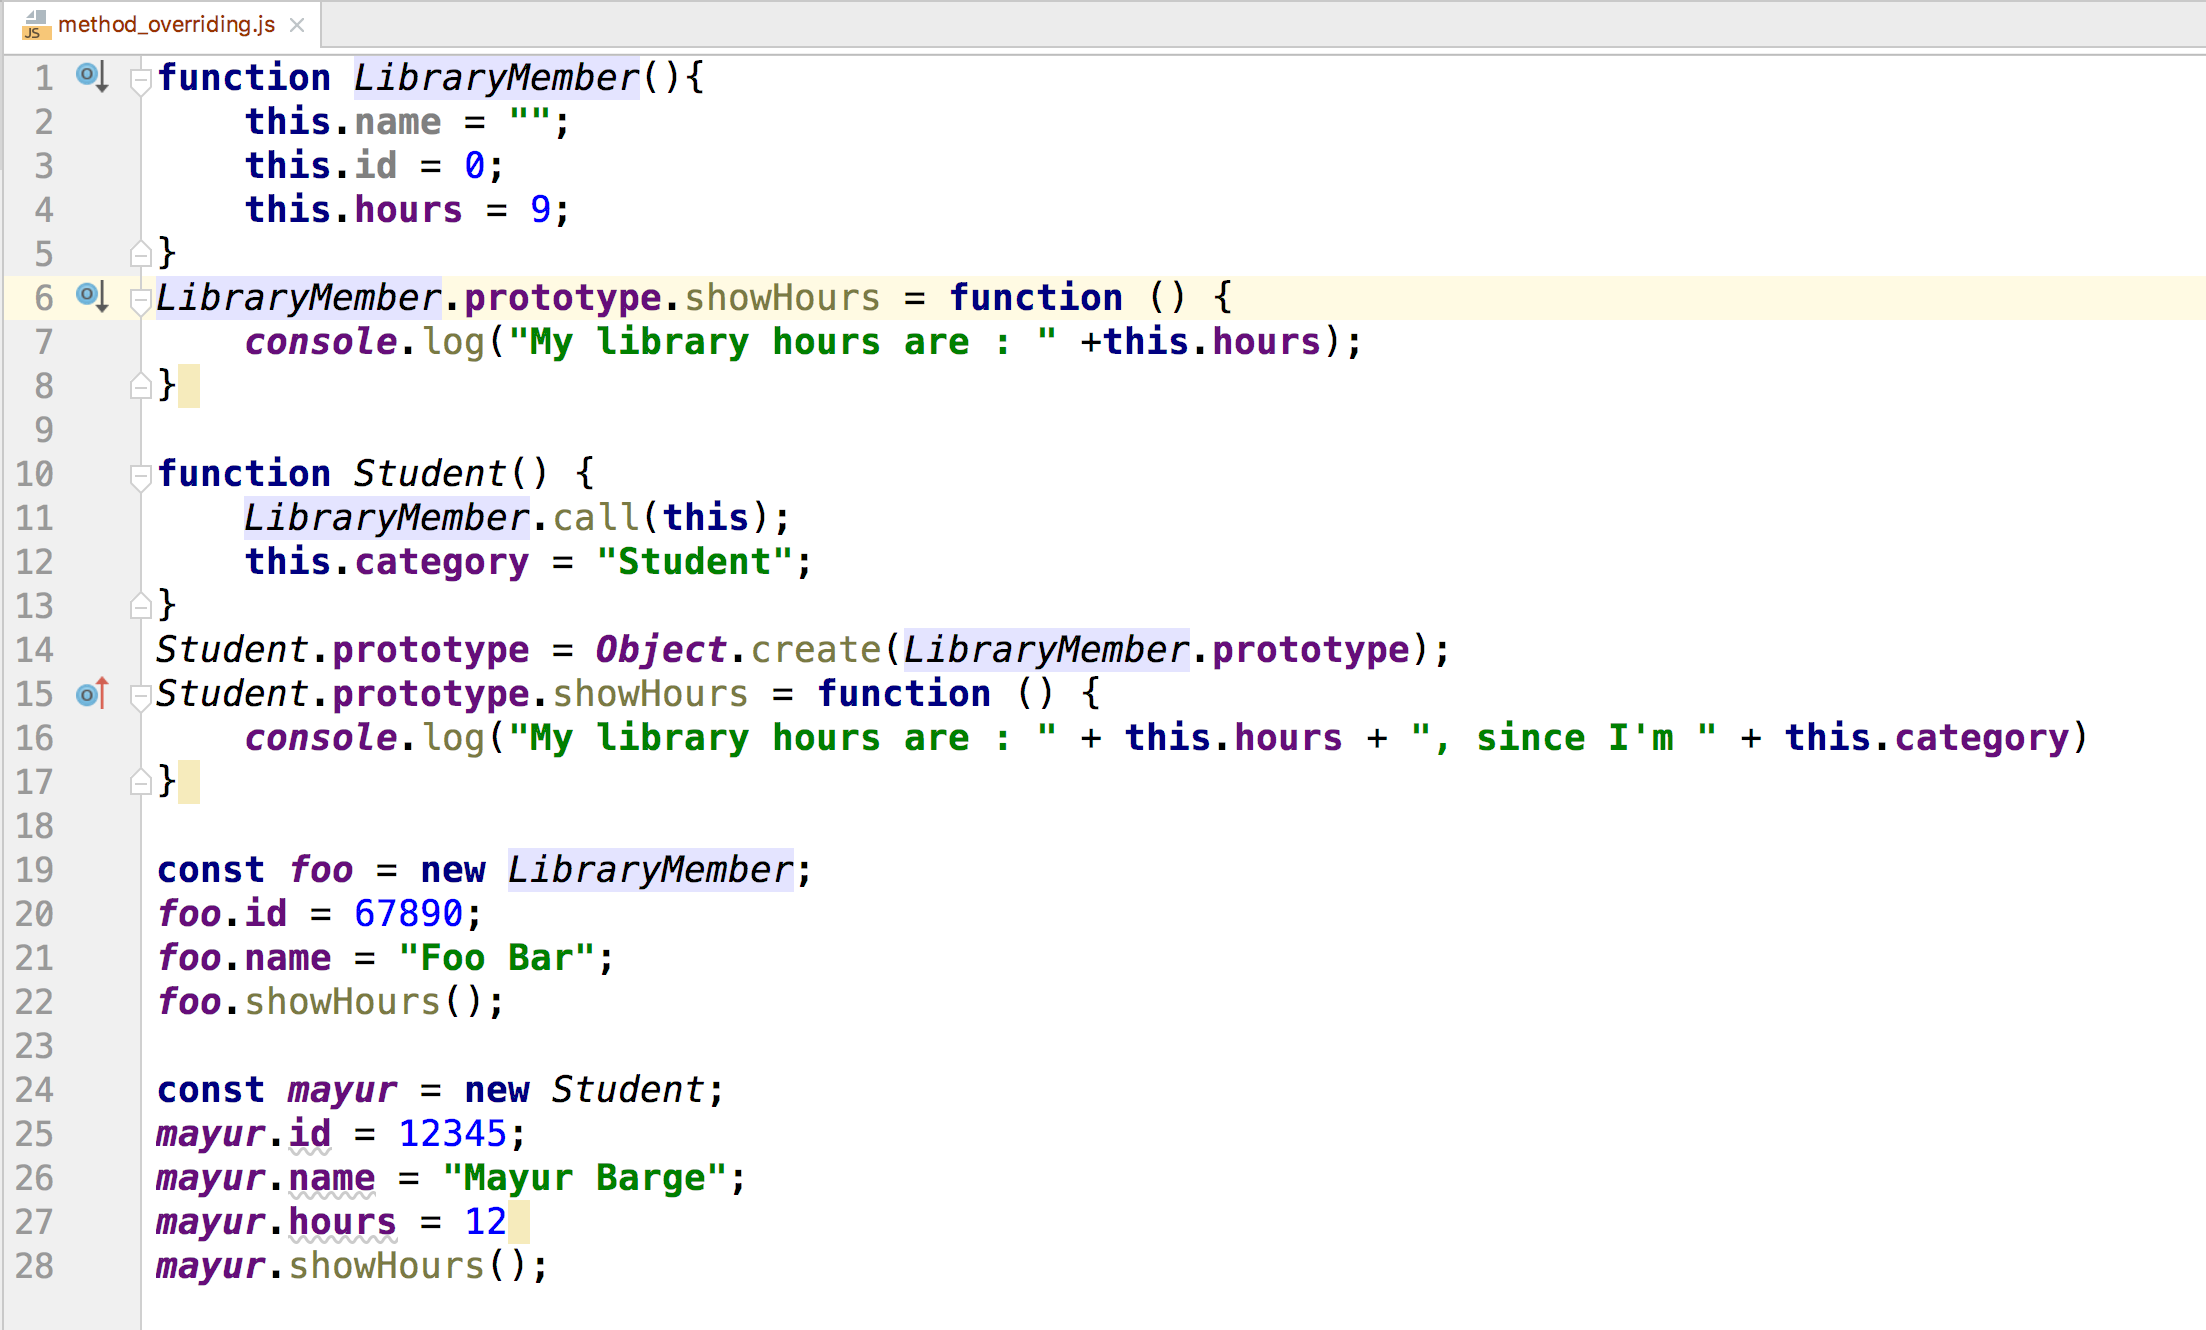 JS method_overriding.js
1 function LibraryMember(){
2     this.name = "";
3     this.id = 0;
4     this.hours = 9;
5 }
6 LibraryMember.prototype.showHours = function () {
7     console.log("My library hours are : " +this.hours);
8 }
9
10 function Student() {
11     LibraryMember.call(this);
12     this.category = "Student";
13 }
14 Student.prototype = Object.create(LibraryMember.prototype);
15 Student.prototype.showHours = function () {
16     console.log("My library hours are : " + this.hours + ", since I'm " + this.category)
17 }
18
19 const foo = new LibraryMember;
20 foo.id = 67890;
21 foo.name = "Foo Bar";
22 foo.showHours();
23
24 const mayur = new Student;
25 mayur.id = 12345;
26 mayur.name = "Mayur Barge";
27 mayur.hours = 12
28 mayur.showHours();